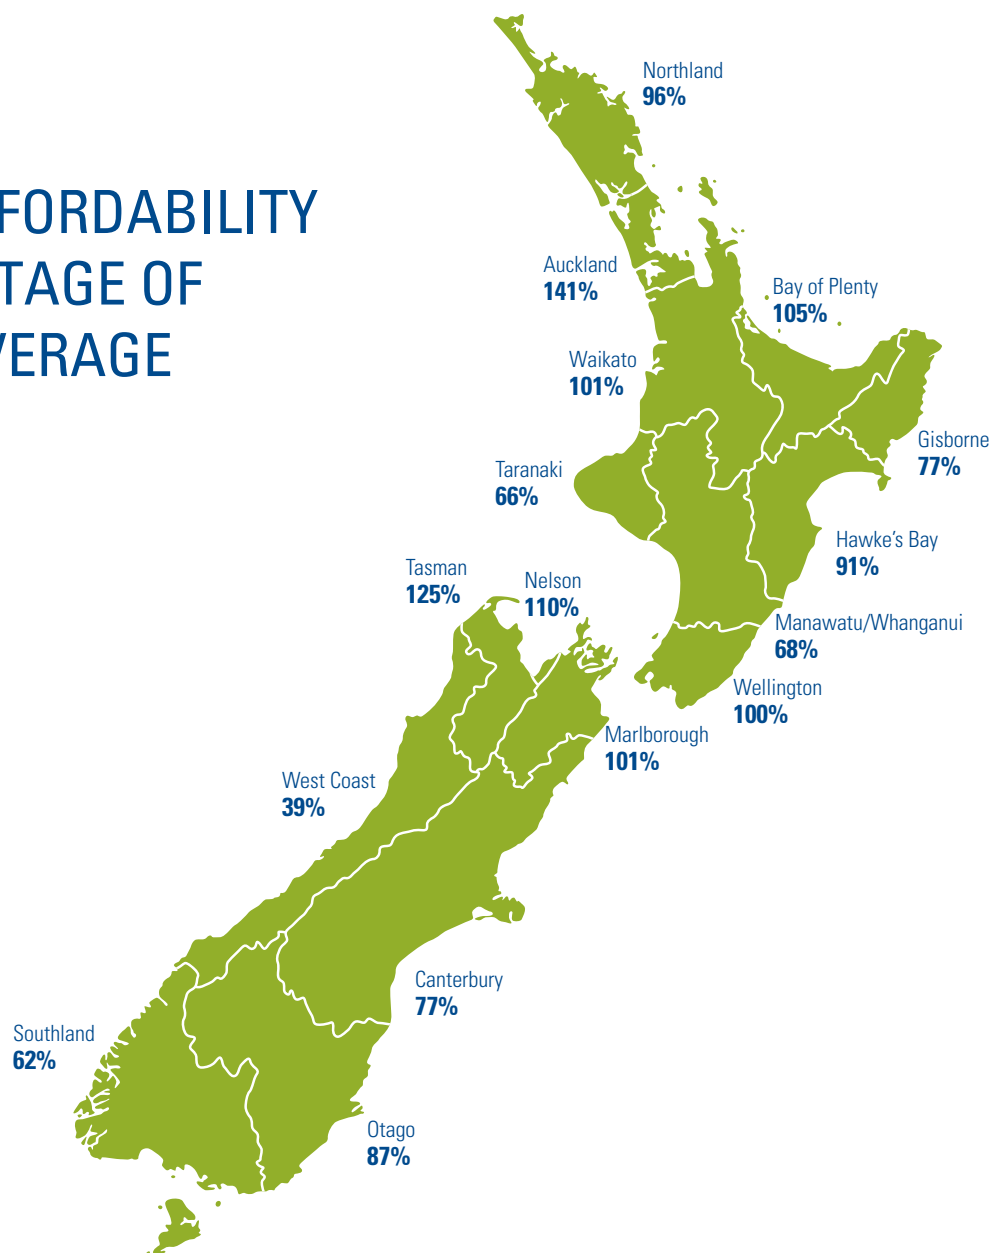 FORDABILITY
TAGE OF
VERAGE
Northland
96%
Auckland
141%
Bay of Plenty
105%
Waikato
101%
Gisborne
77%
Taranaki
66%
Hawke's Bay
91%
Tasman
125%
Nelson
110%
Manawatu/Whanganui
68%
Wellington
100%
Marlborough
101%
West Coast
39%
Canterbury
77%
Southland
62%
Otago
87%